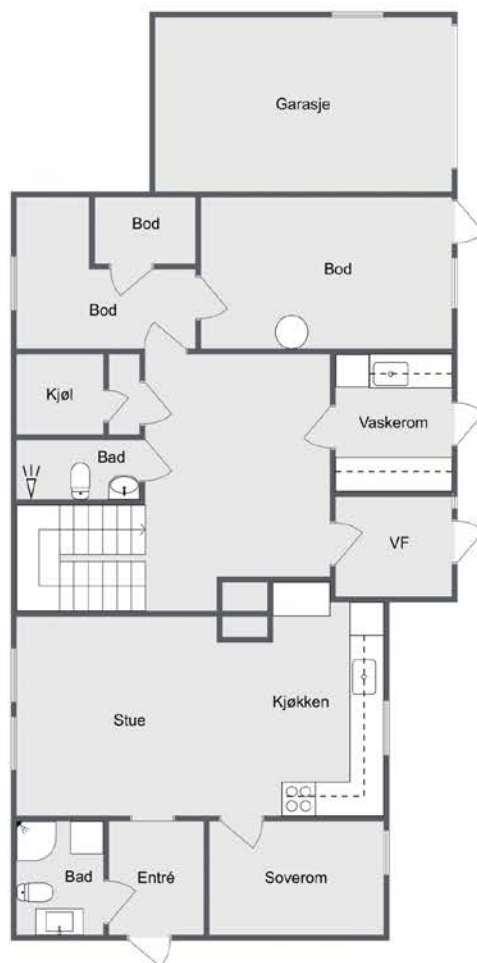 Garasje
Bod
Bod
Bod
Kjøl
Vaskerom
Bad
VF
Kjøkken
Stue
Bad
Entré
Soverom